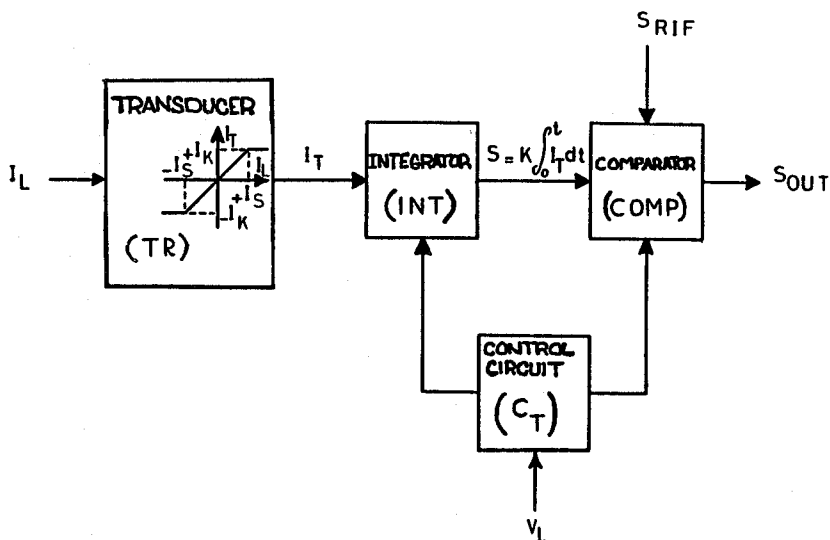 S_RIF
TRANSDUCER
I_T
+I_K
-I_S
I_L
+I_S
-I_K
(TR)
I_L
I_T
INTEGRATOR
(INT)
S = K∫₀ᵗ I_T dt
COMPARATOR
(COMP)
S_OUT
CONTROL
CIRCUIT
(C_T)
V_L